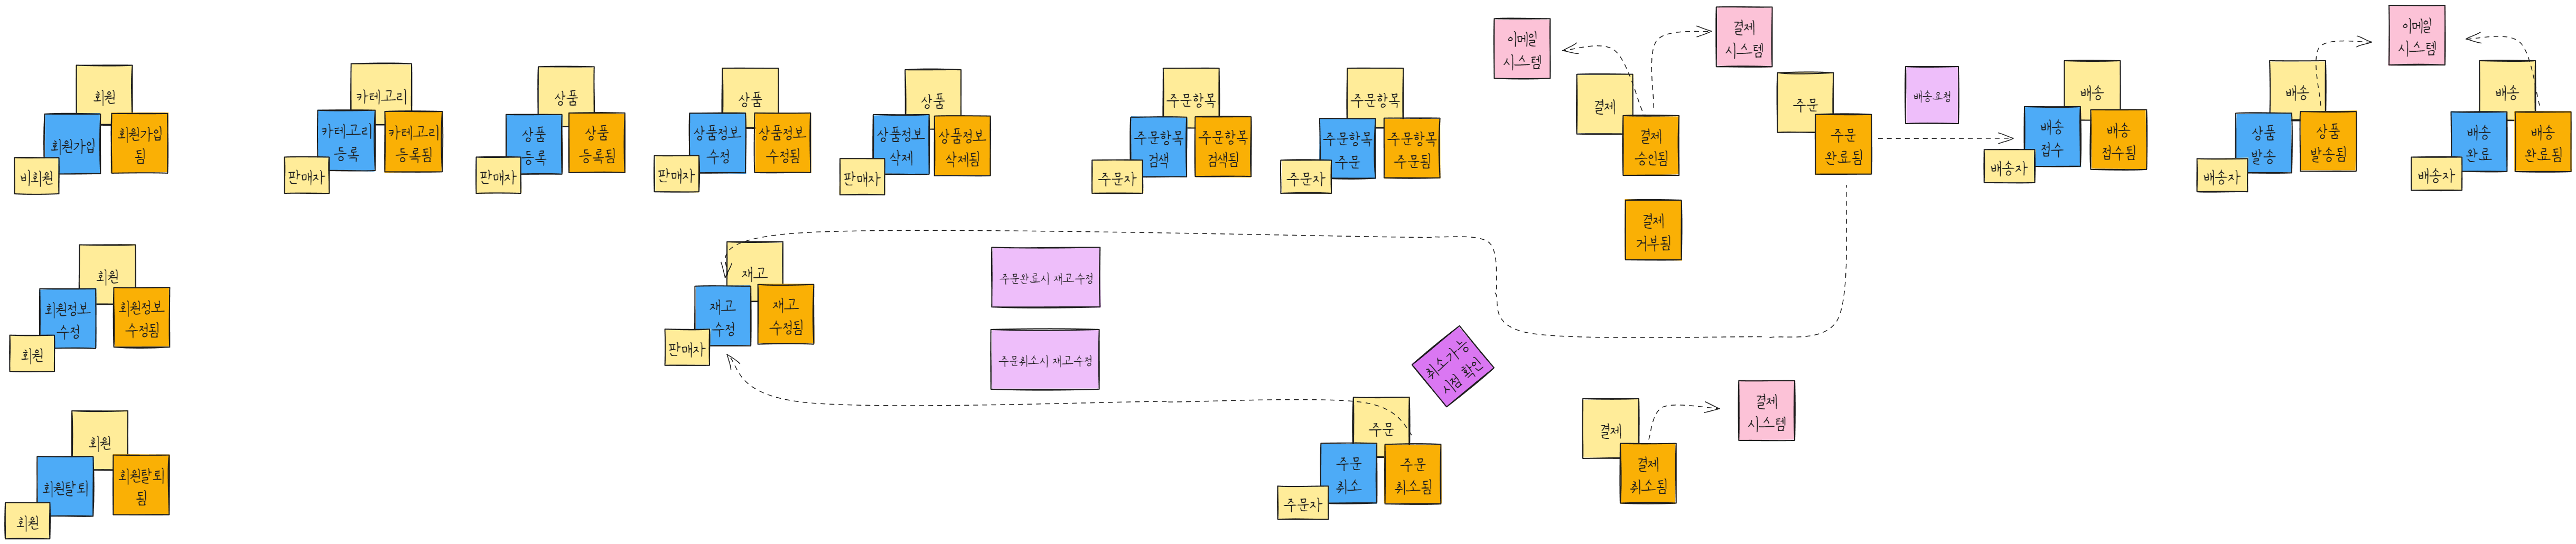 회원
회원가입
회원가입
됨
비회원
카테고리
카테고리
등록
카테고리
등록됨
판매자
상품
상품
등록
상품
등록됨
판매자
상품
상품정보
수정
상품정보
수정됨
판매자
상품
상품정보
삭제
상품정보
삭제됨
판매자
주문항목
주문항목
검색
주문항목
검색됨
주문자
주문항목
주문항목
주문
주문항목
주문됨
주문자
이메일
시스템
결제
시스템
결제
결제
승인됨
결제
거부됨
주문
주문
완료됨
배송요청
배송
배송
접수
배송
접수됨
배송자
배송
상품
발송
상품
발송됨
배송자
이메일
시스템
배송
배송
완료
배송
완료됨
배송자
회원
회원정보
수정
회원정보
수정됨
회원
재고
재고
수정
재고
수정됨
판매자
주문완료시 재고수정
주문취소시 재고수정
취소가능
시점 확인
회원
회원탈퇴
회원탈퇴
됨
회원
주문
주문
취소
주문
취소됨
주문자
결제
결제
취소됨
결제
시스템